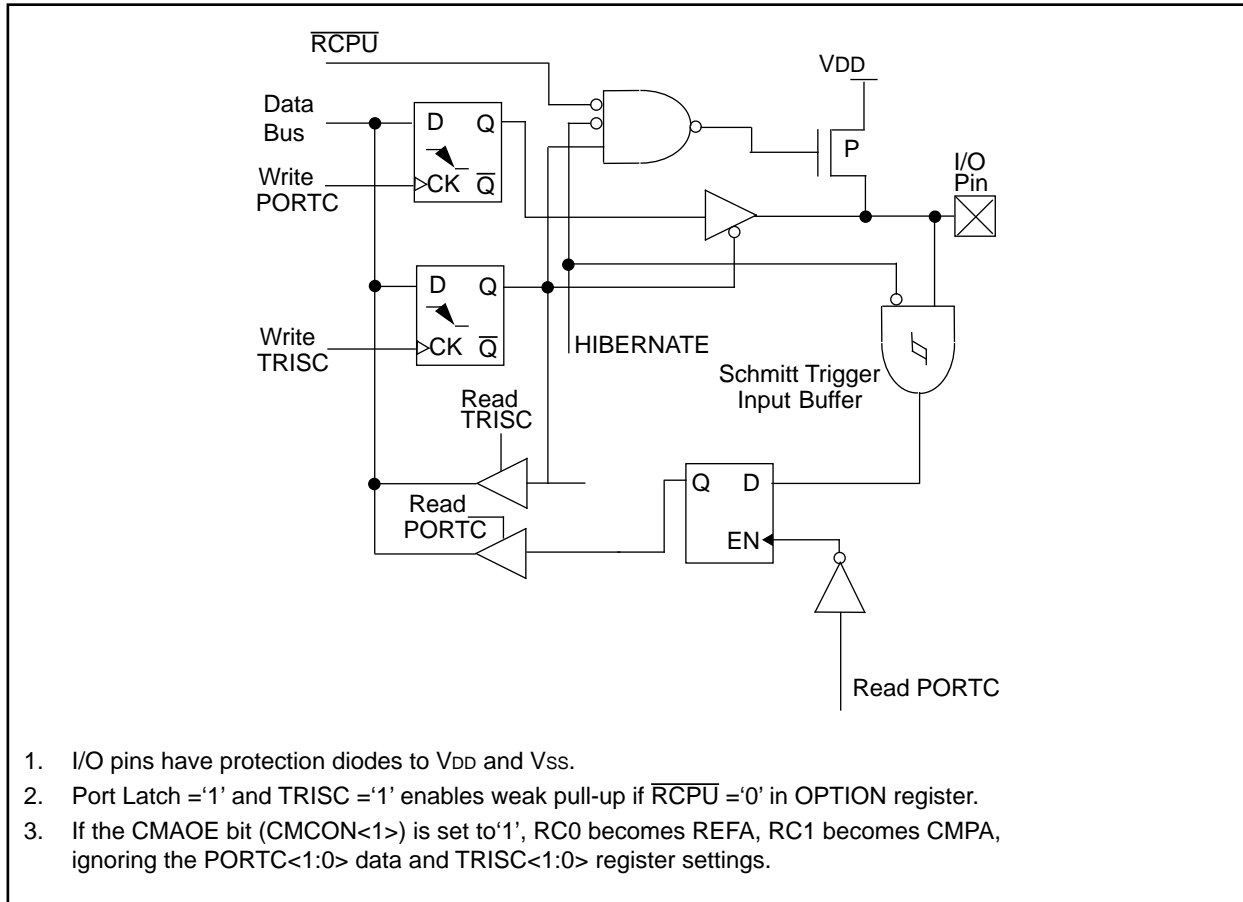 R̅C̅P̅U̅
VDD
Data
Bus
D Q
P
I/O
Pin
Write
PORTC
CK Q̅
D Q
Write
TRISC
CK Q̅
HIBERNATE
Schmitt Trigger
Input Buffer
Read
TRISC
Q D
Read
PORTC
EN
Read PORTC
1. I/O pins have protection diodes to VDD and VSS.
2. Port Latch =‘1’ and TRISC =‘1’ enables weak pull-up if R̅C̅P̅U̅ =‘0’ in OPTION register.
3. If the CMAOE bit (CMCON<1>) is set to‘1’, RC0 becomes REFA, RC1 becomes CMPA,
ignoring the PORTC<1:0> data and TRISC<1:0> register settings.